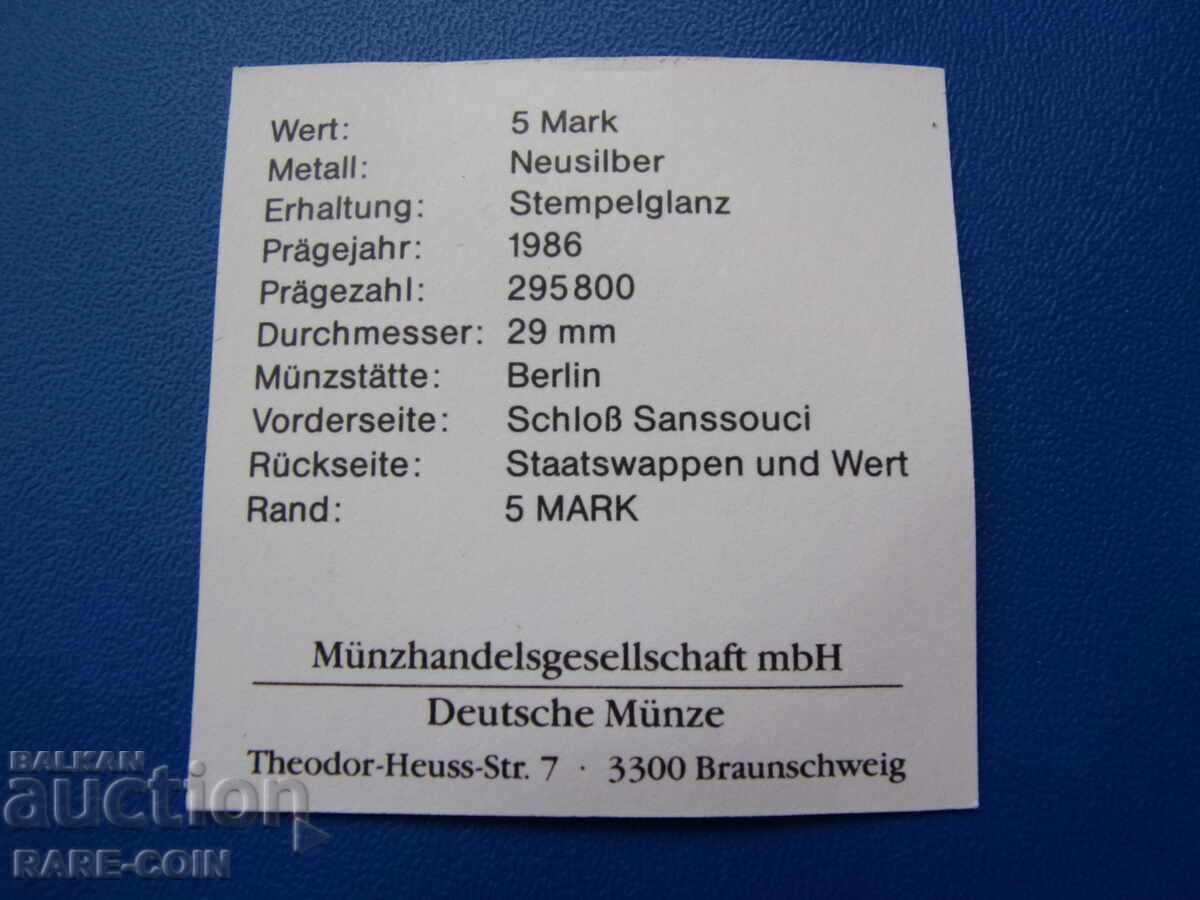 Wert: 5 Mark
Metall: Neusilber
Erhaltung: Stempelglanz
Prägejahr: 1986
Prägezahl: 295800
Durchmesser: 29 mm
Münzstätte: Berlin
Vorderseite: Schloß Sanssouci
Rückseite: Staatswappen und Wert
Rand: 5 MARK
Münzhandelsgesellschaft mbH
Deutsche Münze
Theodor-Heuss-Str. 7 · 3300 Braunschweig
BALKAN
auction
RARE-COIN